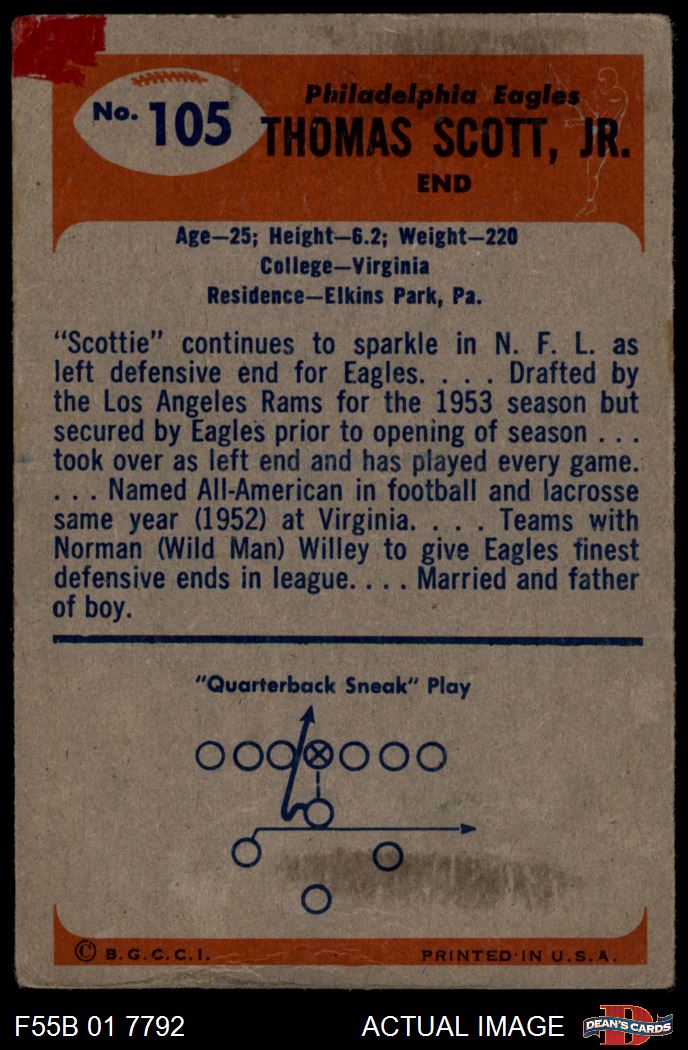 Philadelphia Eagles
No. 105
THOMAS SCOTT, JR.
END
Age—25; Height—6.2; Weight—220
College—Virginia
Residence—Elkins Park, Pa.
"Scottie" continues to sparkle in N. F. L. as
left defensive end for Eagles. . . . Drafted by
the Los Angeles Rams for the 1953 season but
secured by Eagles prior to opening of season . . .
took over as left end and has played every game.
. . . Named All-American in football and lacrosse
same year (1952) at Virginia. . . . Teams with
Norman (Wild Man) Willey to give Eagles finest
defensive ends in league. . . . Married and father
of boy.
"Quarterback Sneak" Play
© B.G.C.C.I. PRINTED IN U.S.A.
F55B 01 7792 ACTUAL IMAGE
D
DEAN'S CARDS